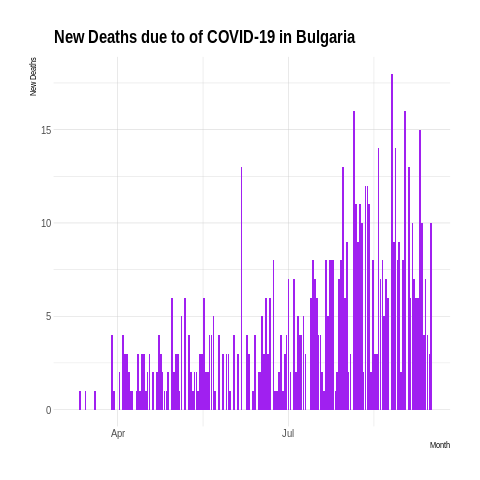 New Deaths due to of COVID-19 in Bulgaria
New Deaths
15
10
5
0
Apr
Jul
Month